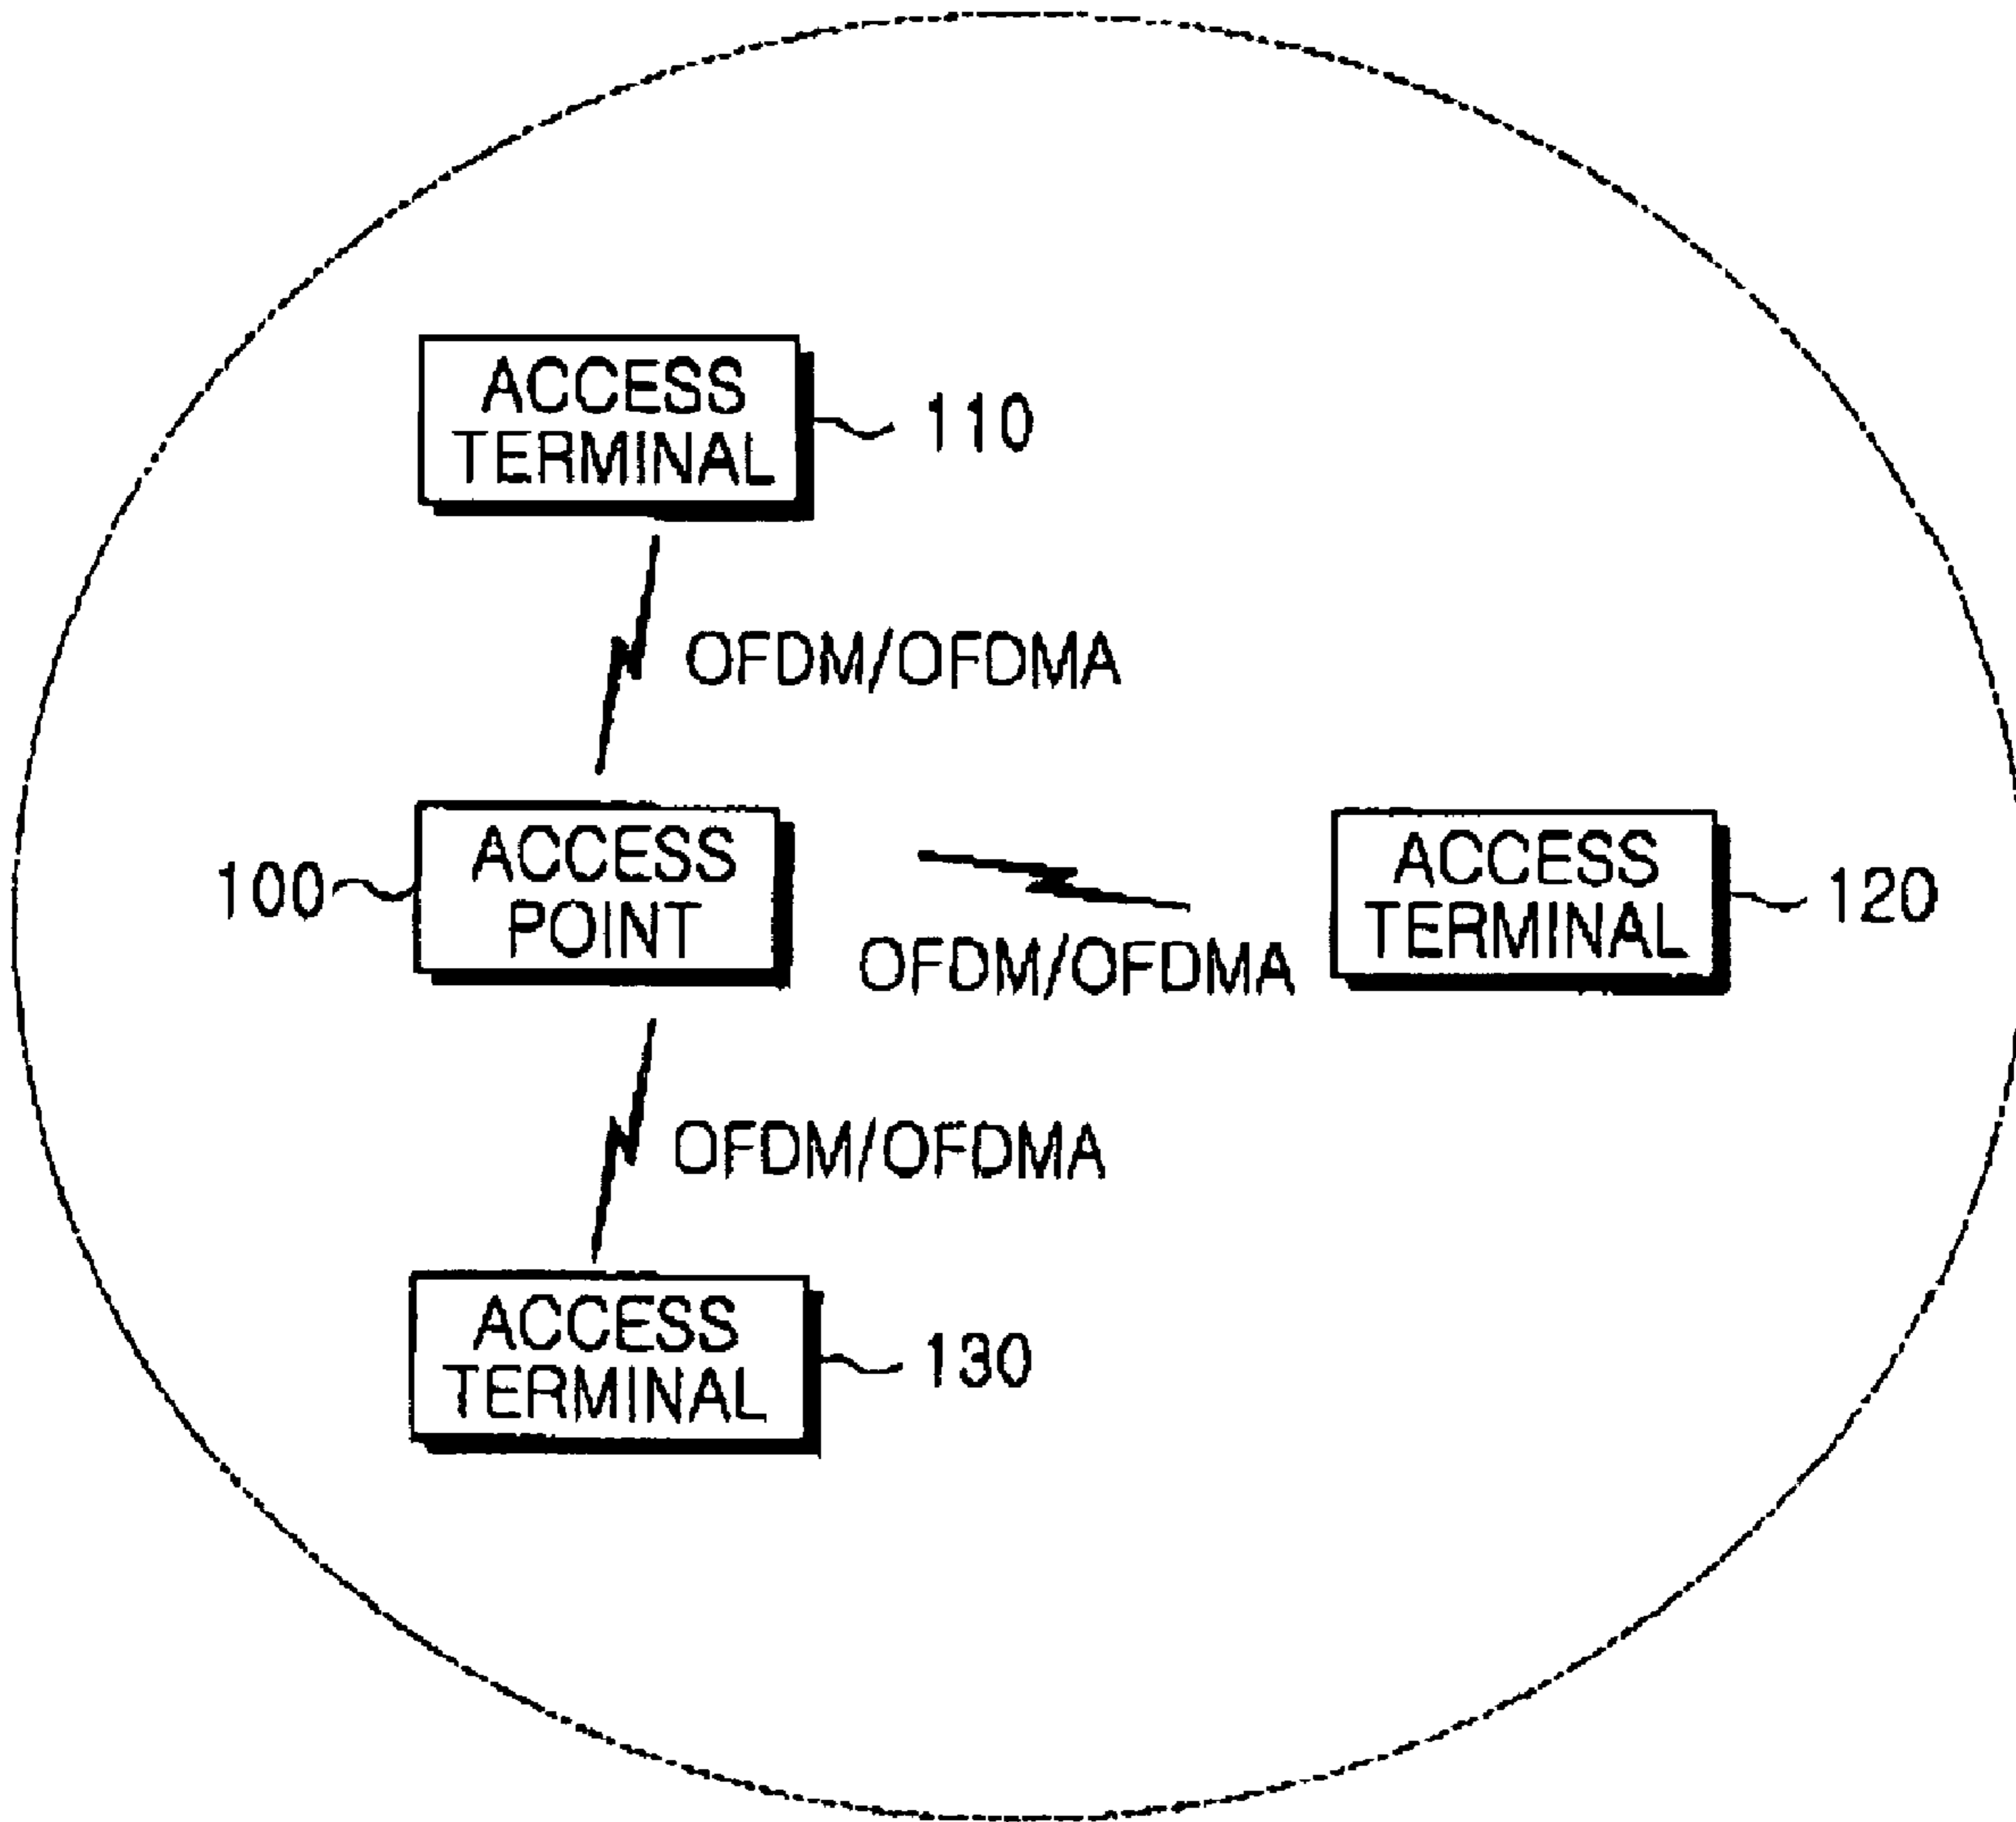 ACCESS
TERMINAL
110
OFDM/OFDMA
100
ACCESS
POINT
OFDM/OFDMA
ACCESS
TERMINAL
120
OFDM/OFDMA
ACCESS
TERMINAL
130